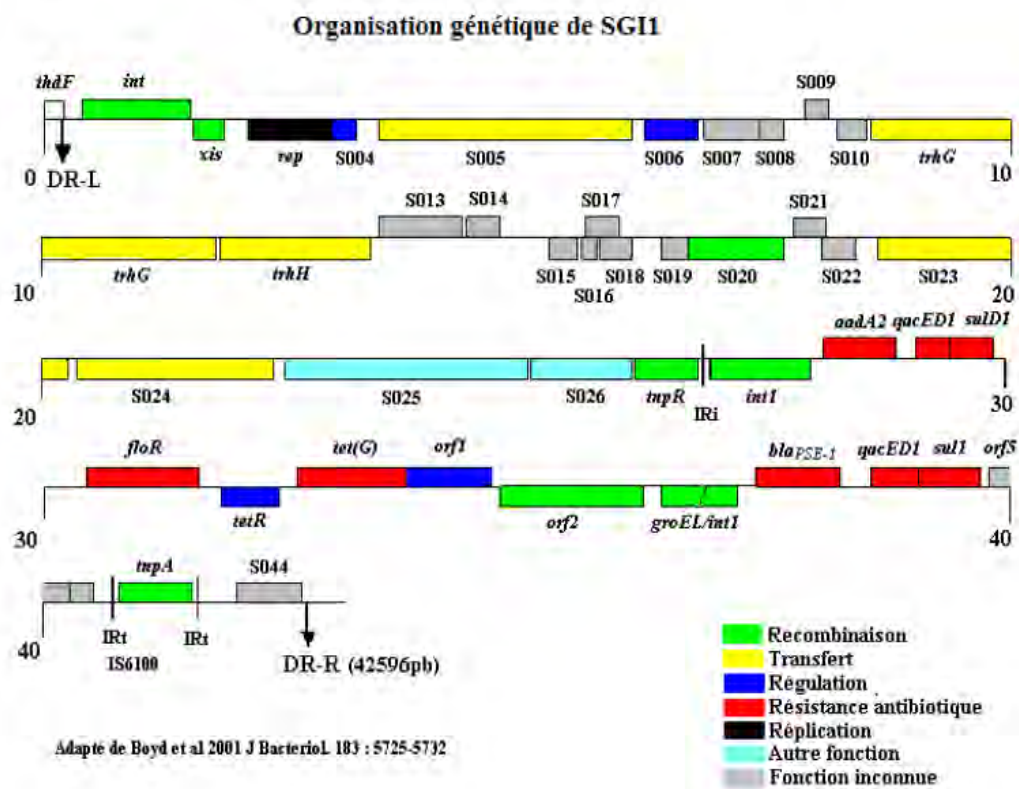 Organisation génétique de SGI1
thdF int S009
xis rep S004 S005 S006 S007 S008 S010 trhG
0 DR-L 10
S013 S014 S017 S021
trhG trhH S015 S016 S018 S019 S020 S022 S023
10 20
aadA2 qacED1 sulD1
S024 S025 S026 tnpR IRi int1
20 30
floR tet(G) orf1 blaPSE-1 qacED1 sul1 orf5
tetR orf2 groEL/int1
30 40
tnpA S044
40 IRt IRt
IS6100 DR-R (42596pb)
Recombinaison
Transfert
Régulation
Résistance antibiotique
Réplication
Autre fonction
Fonction inconnue
Adapté de Boyd et al 2001 J Bacteriol. 183 : 5725-5732